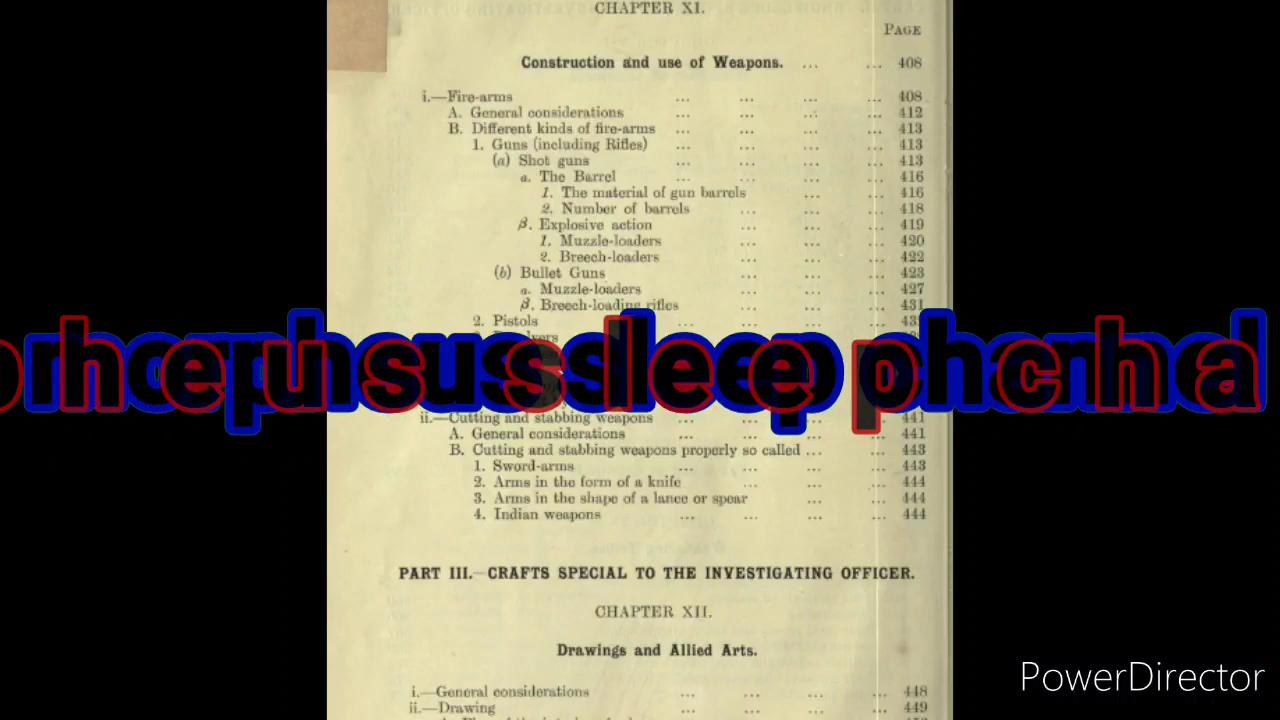 CHAPTER XI.
PAGE
Construction and use of Weapons. ... ... 408
i.—Fire-arms ... ... ... ... 408
A. General considerations ... ... ... ... 412
B. Different kinds of fire-arms ... ... ... ... 413
1. Guns (including Rifles) ... ... ... ... 413
(a) Shot guns ... ... ... ... 413
a. The Barrel ... ... ... ... 416
1. The material of gun barrels ... ... 416
2. Number of barrels ... ... ... 418
β. Explosive action ... ... ... 419
1. Muzzle-loaders ... ... ... 420
2. Breech-loaders ... ... ... 422
(b) Bullet Guns ... ... ... 423
a. Muzzle-loaders ... ... ... 427
β. Breech-loading rifles ... ... ... 431
2. Pistols ... ... ... ...
sleep
ii.—Cutting and stabbing weapons ... ... ... ... 441
A. General considerations ... ... ... ... 441
B. Cutting and stabbing weapons properly so called ... ... 443
1. Sword-arms ... ... ... ... 443
2. Arms in the form of a knife ... ... ... 444
3. Arms in the shape of a lance or spear ... ... 444
4. Indian weapons ... ... ... ... 444
PART III.—CRAFTS SPECIAL TO THE INVESTIGATING OFFICER.
CHAPTER XII.
Drawings and Allied Arts.
i.—General considerations ... ... ... ... 448
ii.—Drawing ... ... ... ... 449
PowerDirector